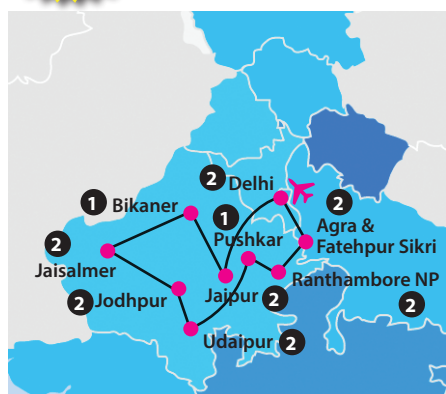 2 Delhi
2
1 Bikaner
1
Pushkar
Agra &
Fatehpur Sikri
2
Jaisalmer
Ranthambore NP
2 Jodhpur
Jaipur 2
2
Udaipur 2